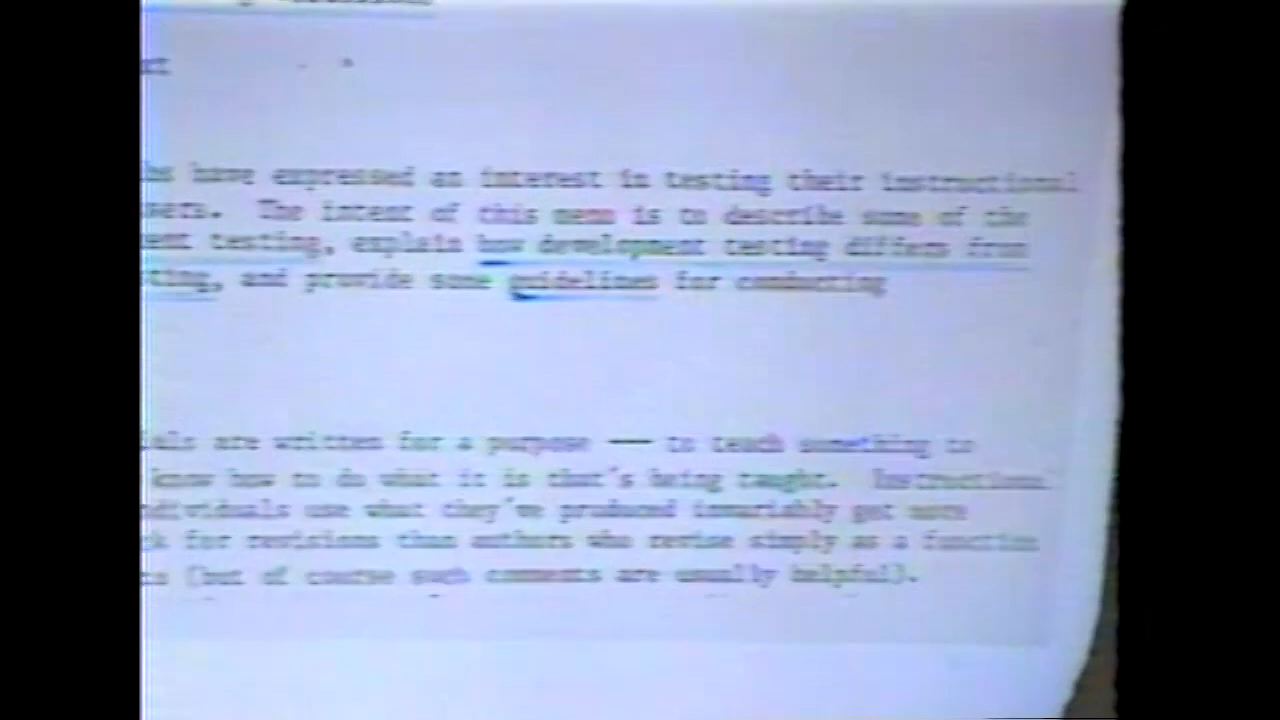 have expressed an interest in testing their instructional
The intent of this memo is to describe some of the
testing, explain how development testing differs from
ting, and provide some guidelines for conducting
ials are written for a purpose — to teach something to
know how to do what it is that's being taught. Instructional
ndividuals use what they've produced invariably get more
k for revisions than authors who revise simply as a function
(but of course such comments are usually helpful).